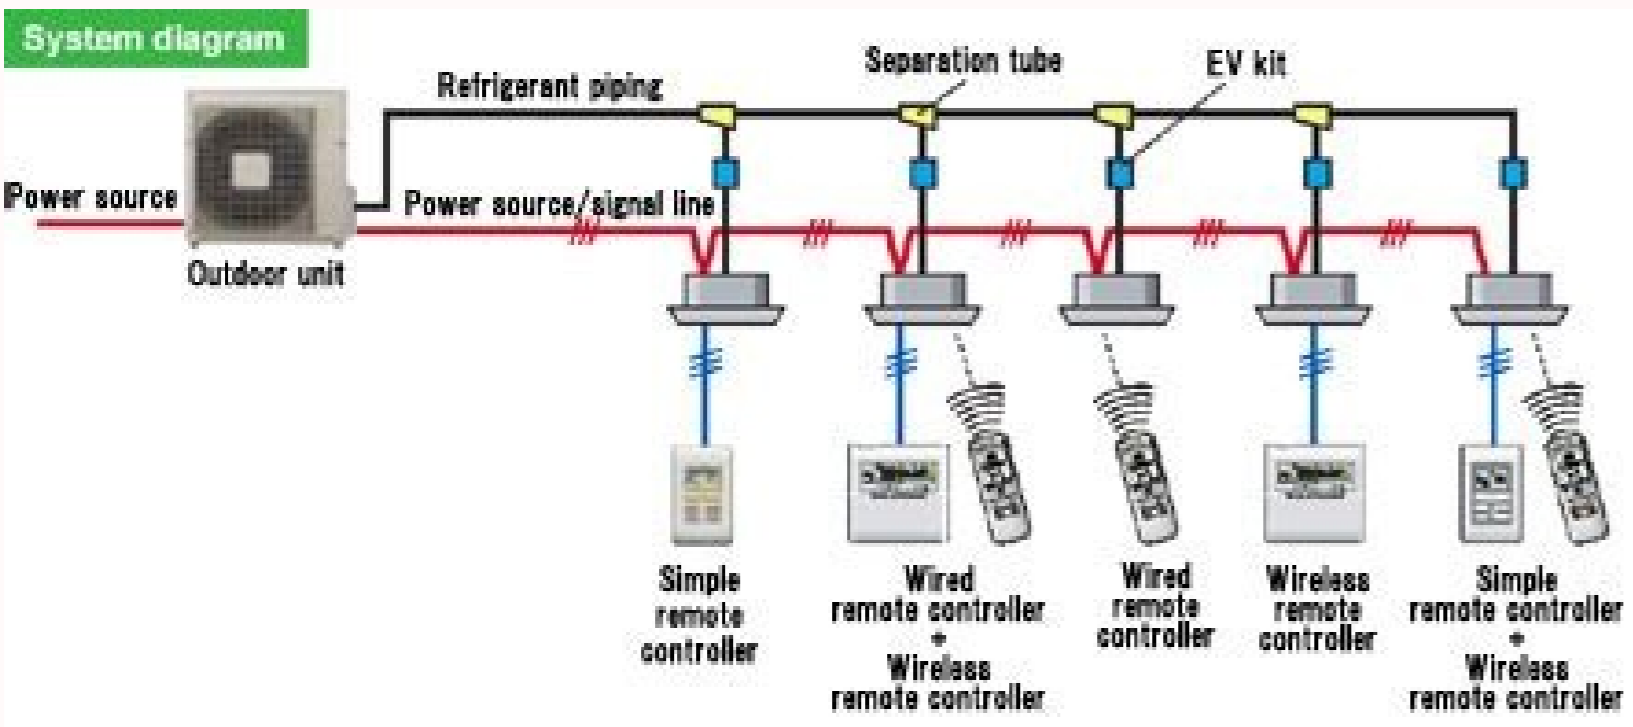 System diagram
Separation tube
EV kit
Refrigerant piping
Power source
Power source/signal line
Outdoor unit
Simple
remote
controller
Wired
remote controller
+
Wireless
remote controller
Wired
remote
controller
Wireless
remote
controller
Simple
remote controller
+
Wireless
remote controller